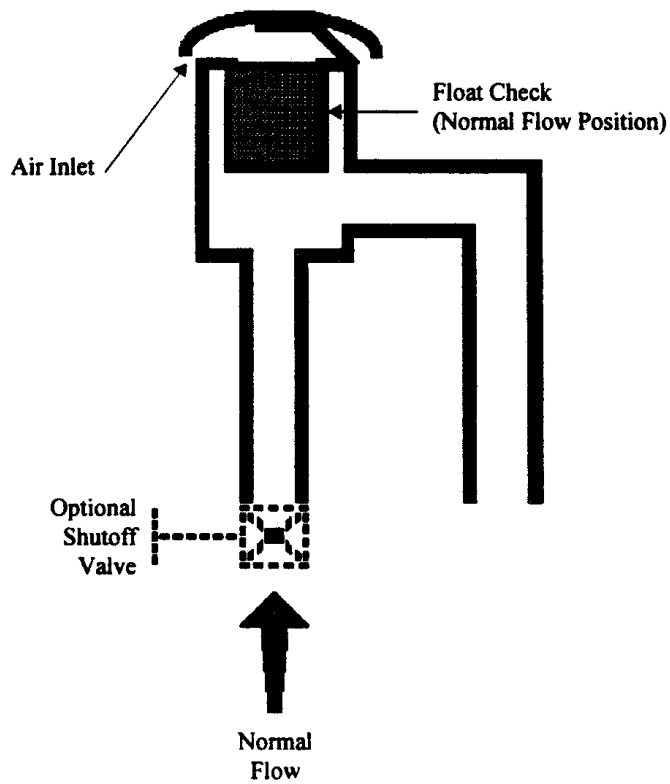 Float Check
(Normal Flow Position)
Air Inlet
Optional
Shutoff
Valve
Normal
Flow